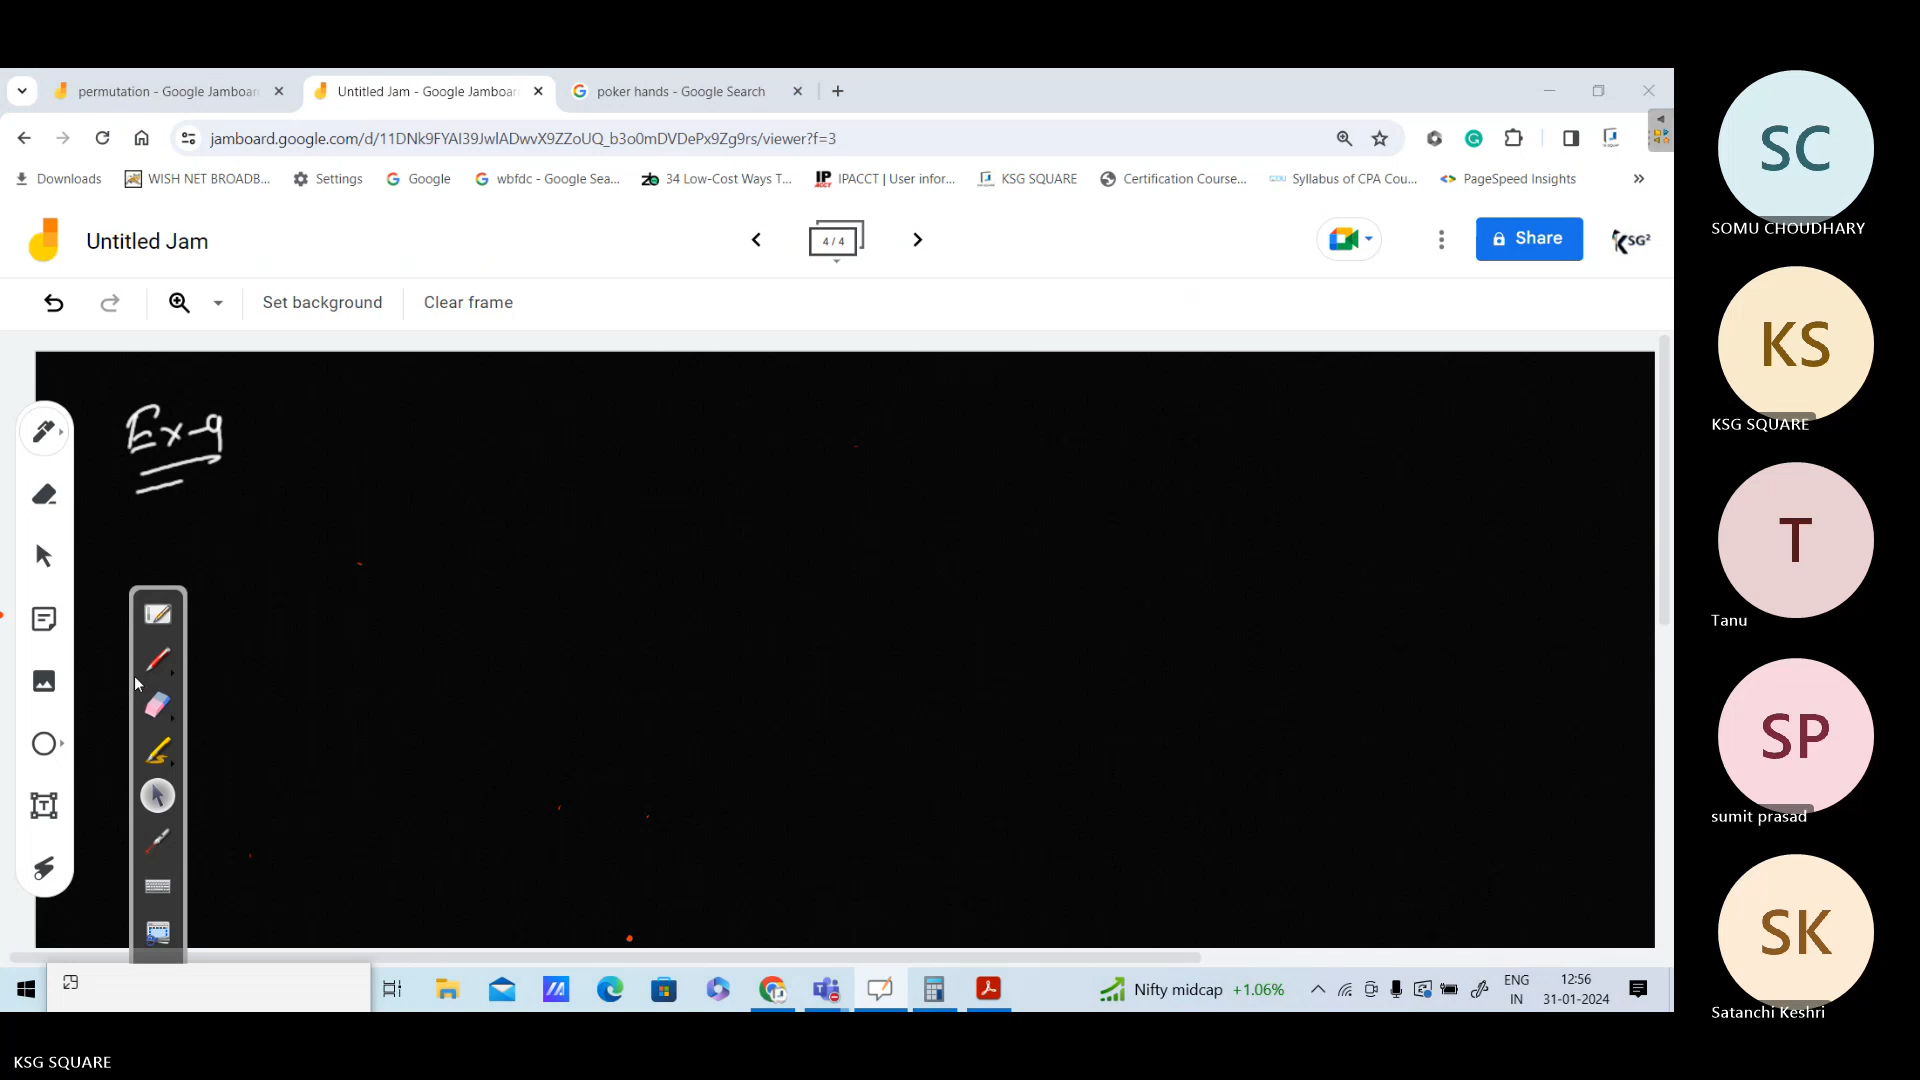 permutation - Google Jamboar
Untitled Jam - Google Jamboar
poker hands - Google Search
jamboard.google.com/d/11DNk9FYAI39JwlADwvX9ZZoUQ_b3o0mDVDePx9Zg9rs/viewer?f=3
Downloads
WISH NET BROADB...
Settings
Google
wbfdc - Google Sea...
34 Low-Cost Ways T...
IPACCT | User infor...
KSG SQUARE
Certification Course...
Syllabus of CPA Cou...
PageSpeed Insights
Untitled Jam
4 / 4
Share
KSG²
Set background
Clear frame
Ex-9
Nifty midcap +1.06%
ENG
IN
12:56
31-01-2024
SC
SOMU CHOUDHARY
KS
KSG SQUARE
T
Tanu
SP
sumit prasad
SK
Satanchi Keshri
KSG SQUARE